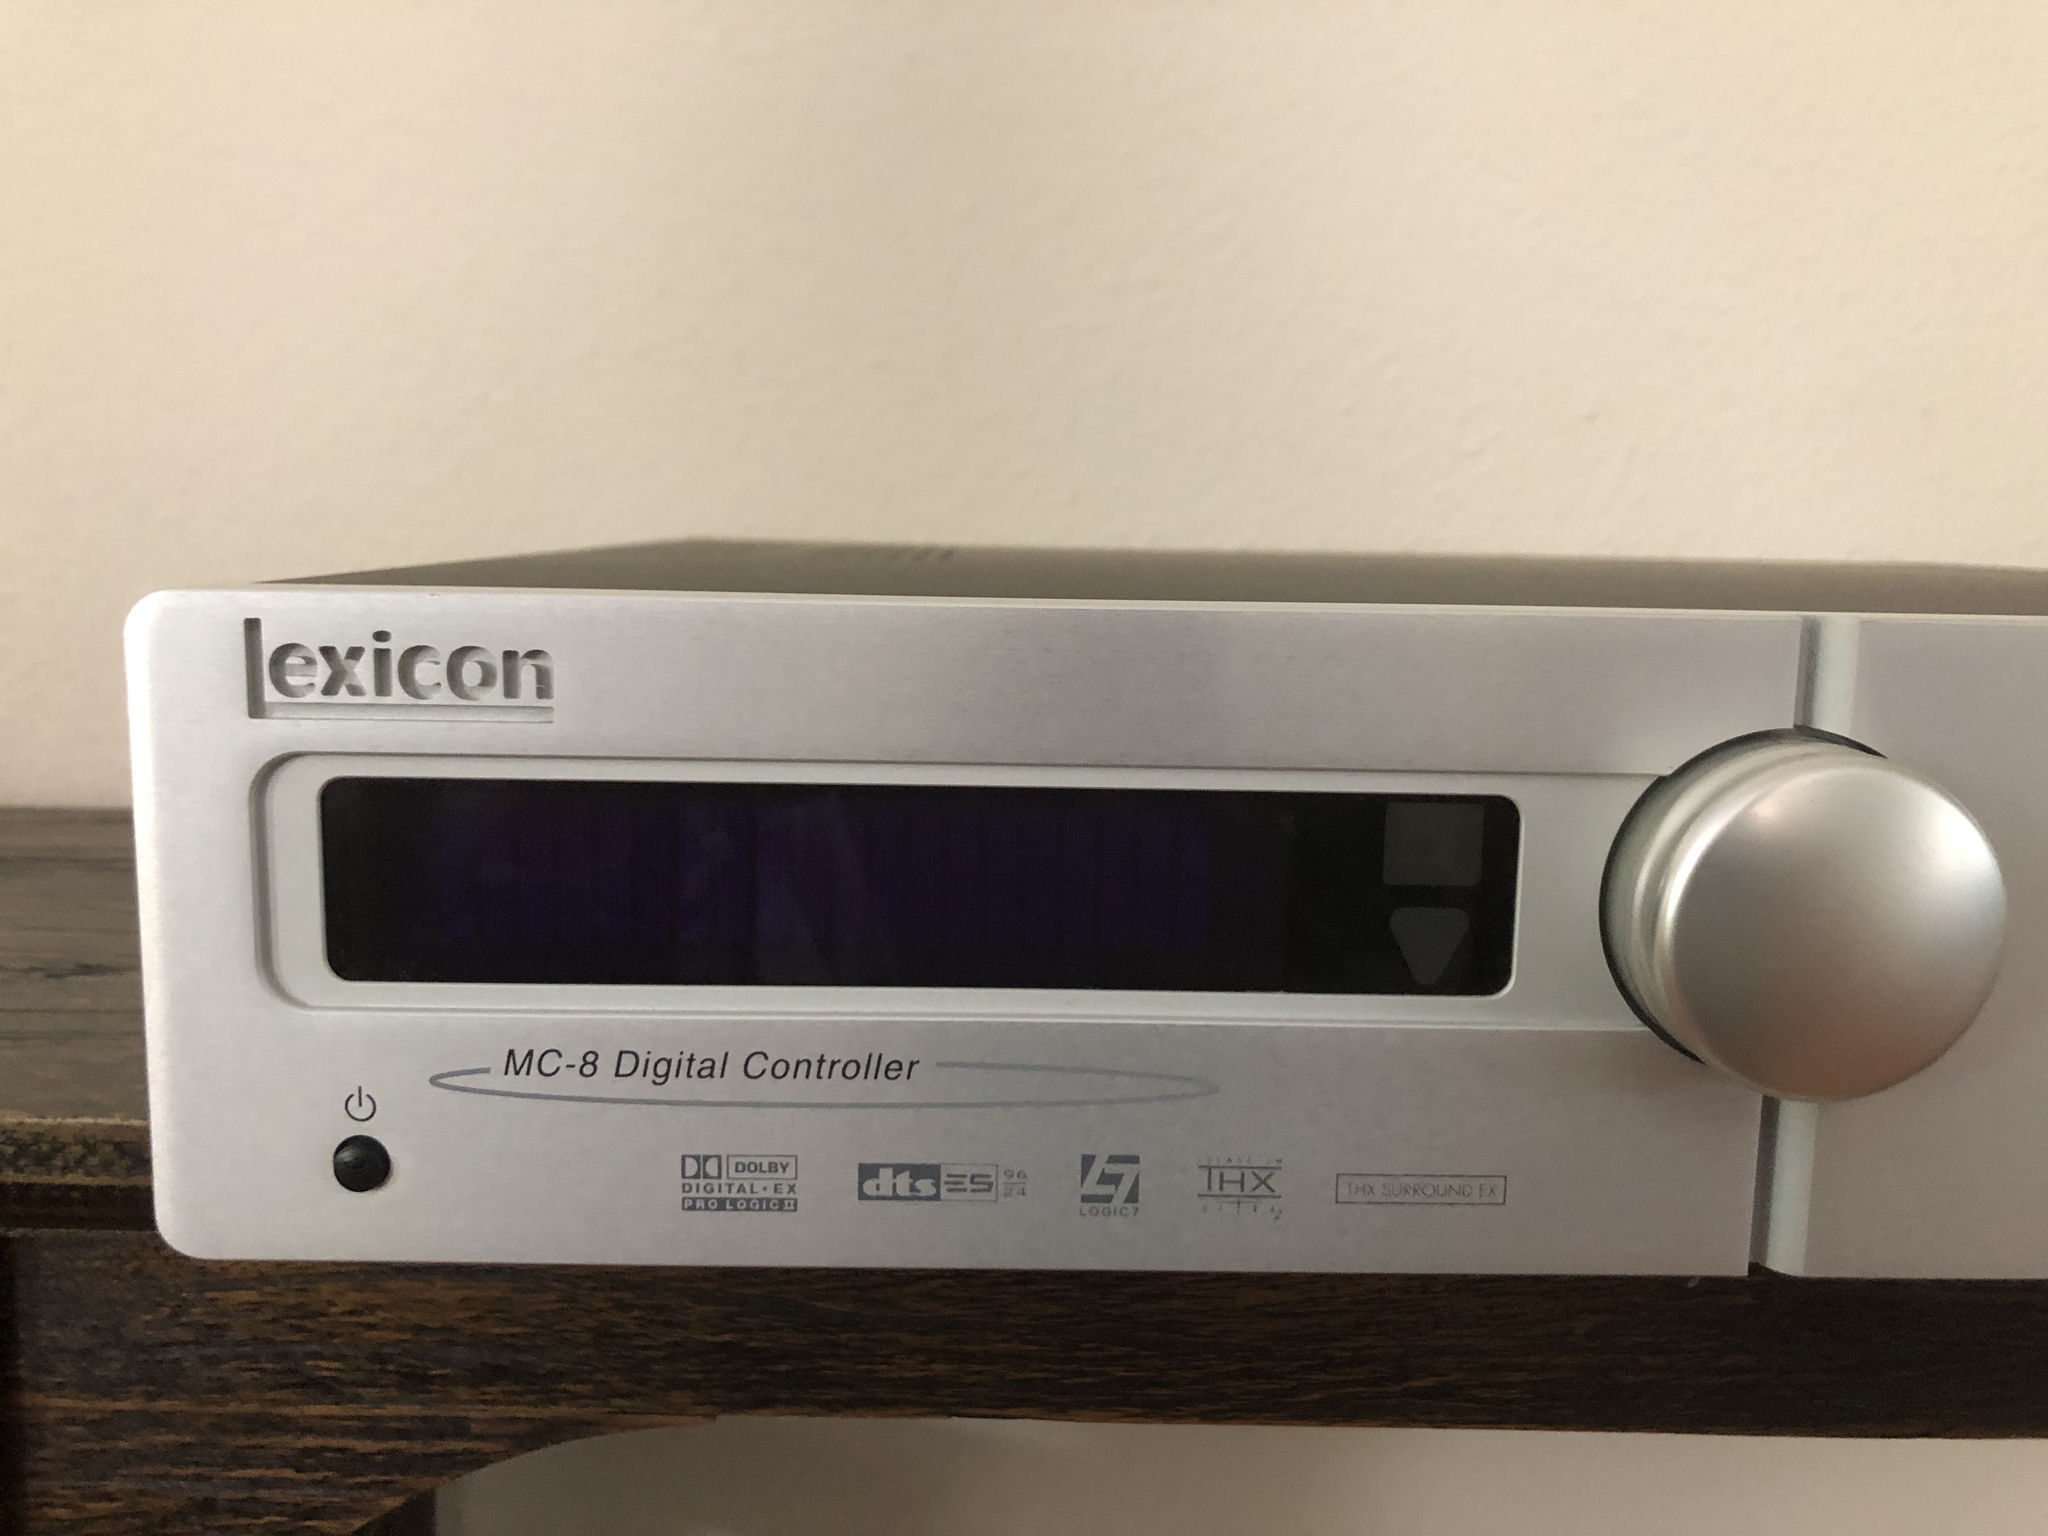 Lexicon
MC-8 Digital Controller
DOLBY
DIGITAL·EX
PRO LOGIC II
dts ES 96
24
LOGIC7
THX
THX SURROUND EX